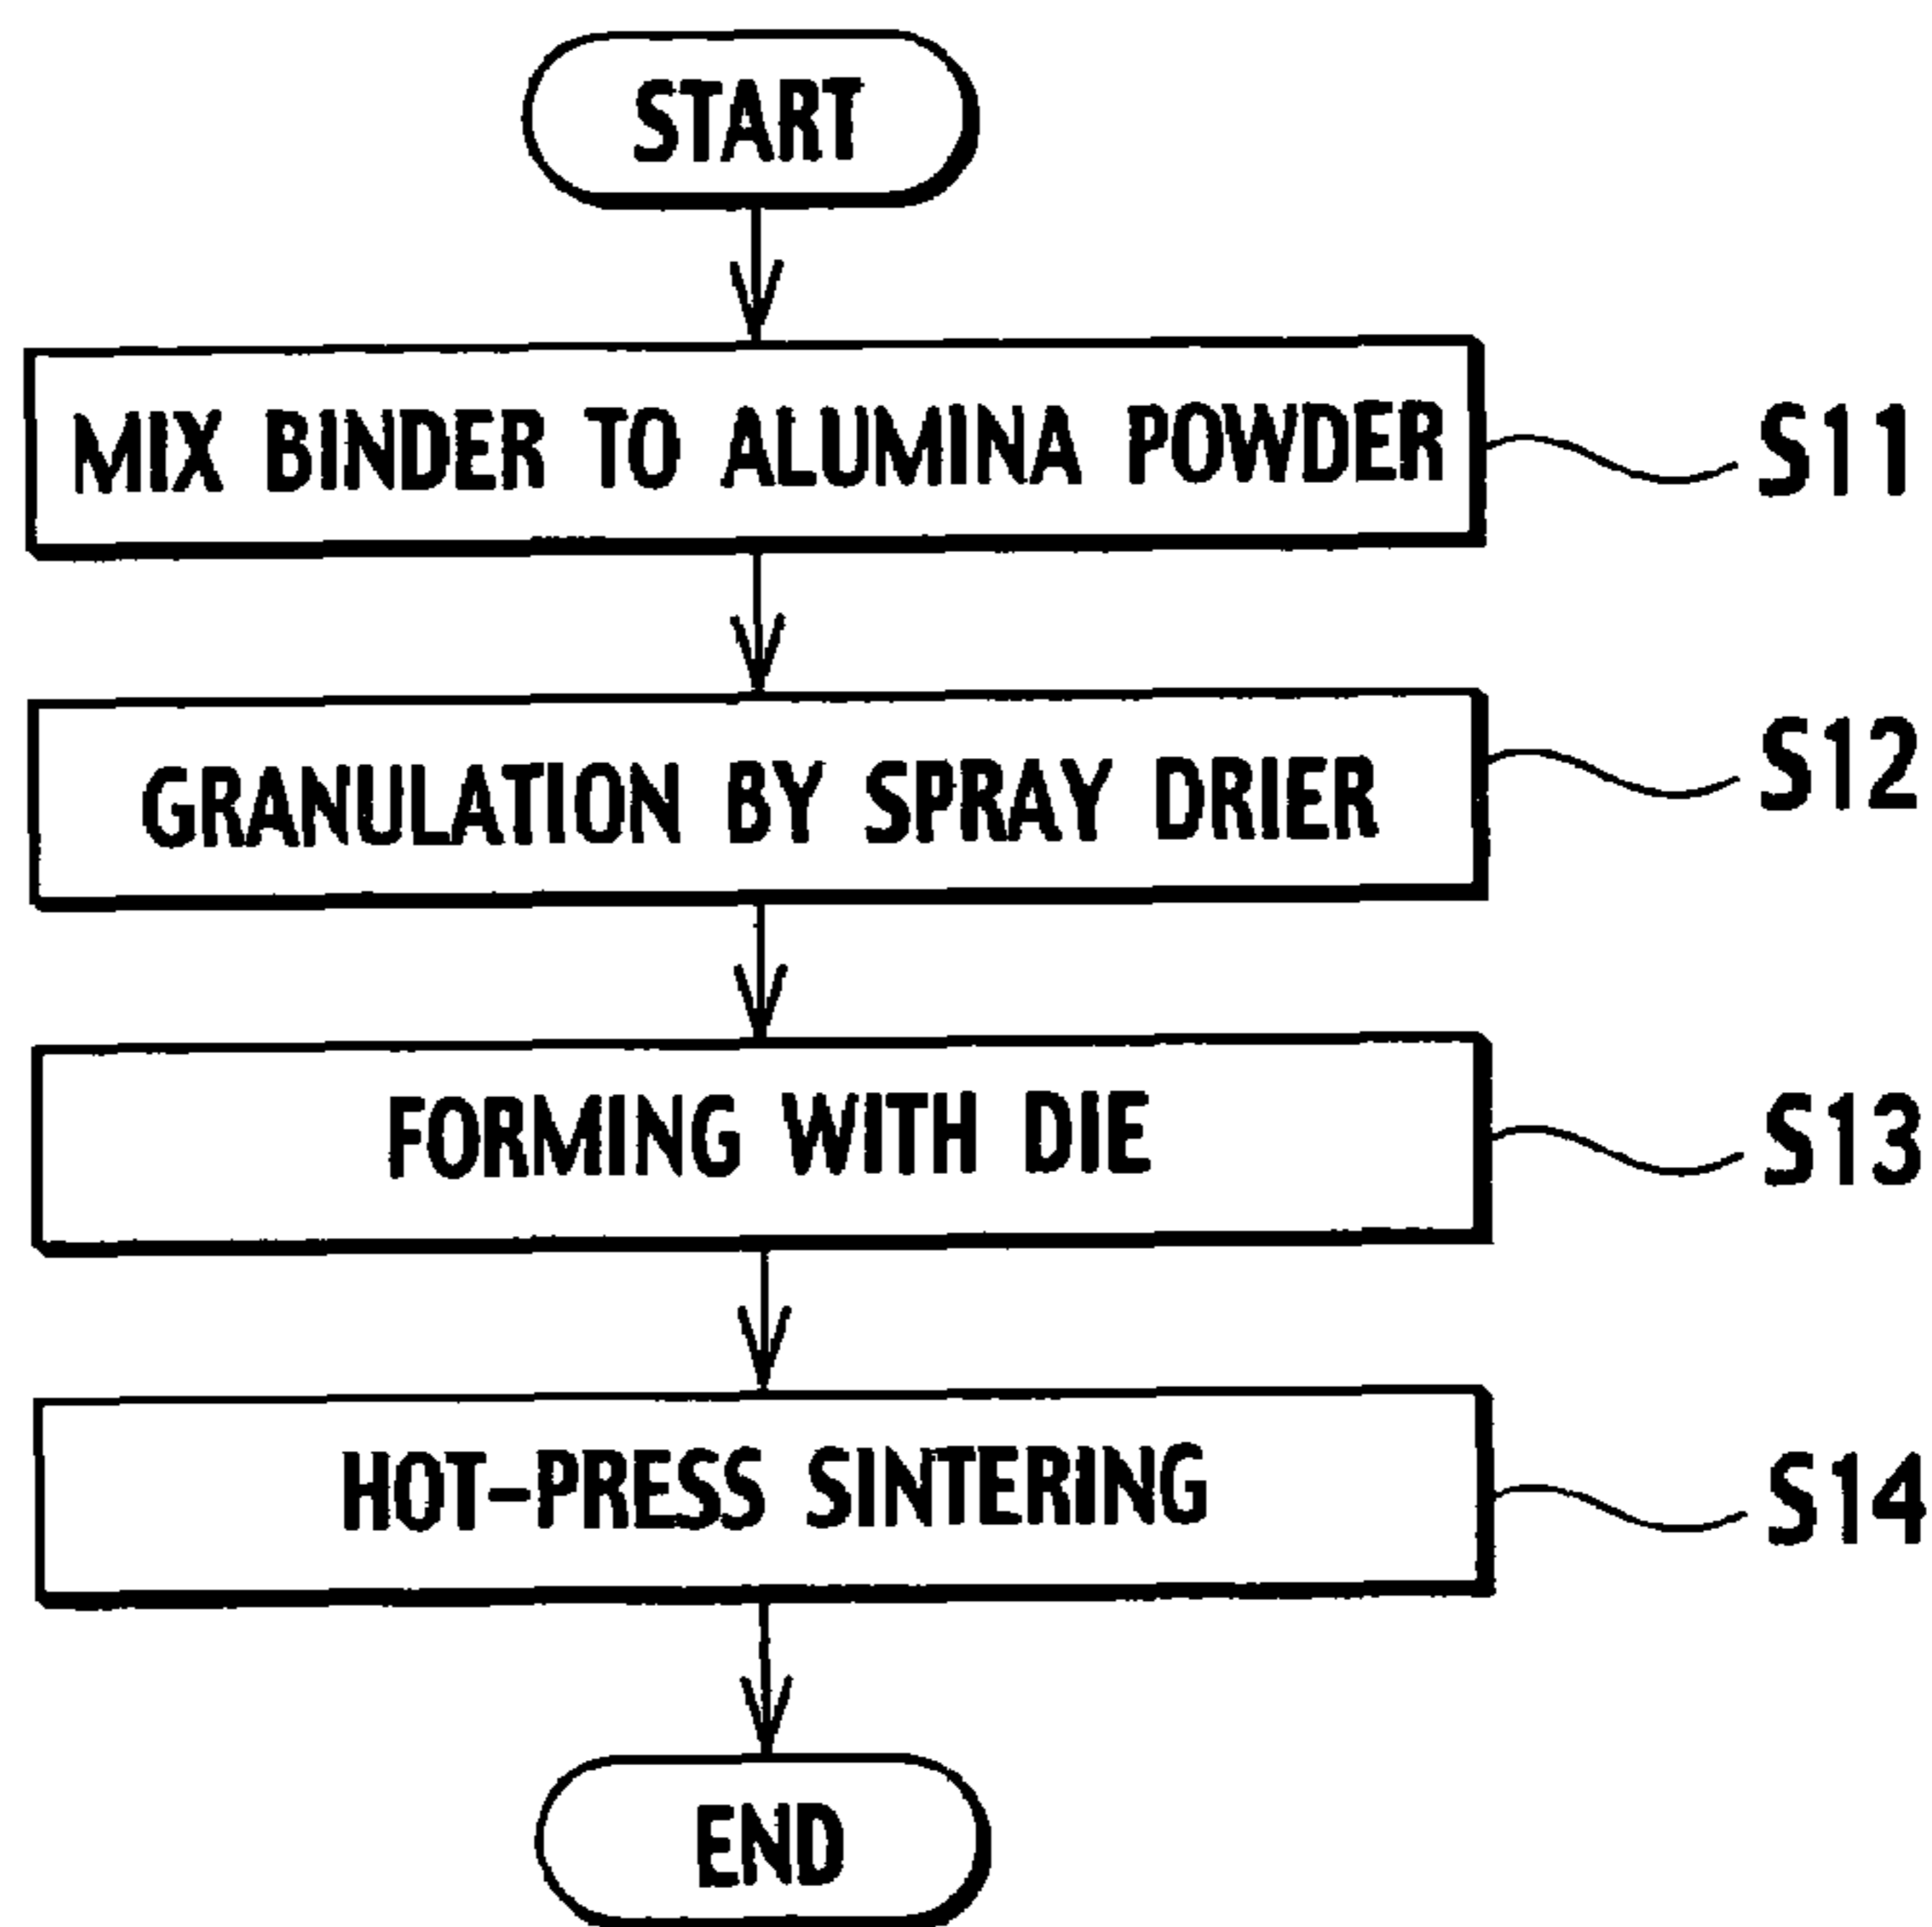 START
MIX BINDER TO ALUMINA POWDER S11
GRANULATION BY SPRAY DRIER S12
FORMING WITH DIE S13
HOT-PRESS SINTERING S14
END